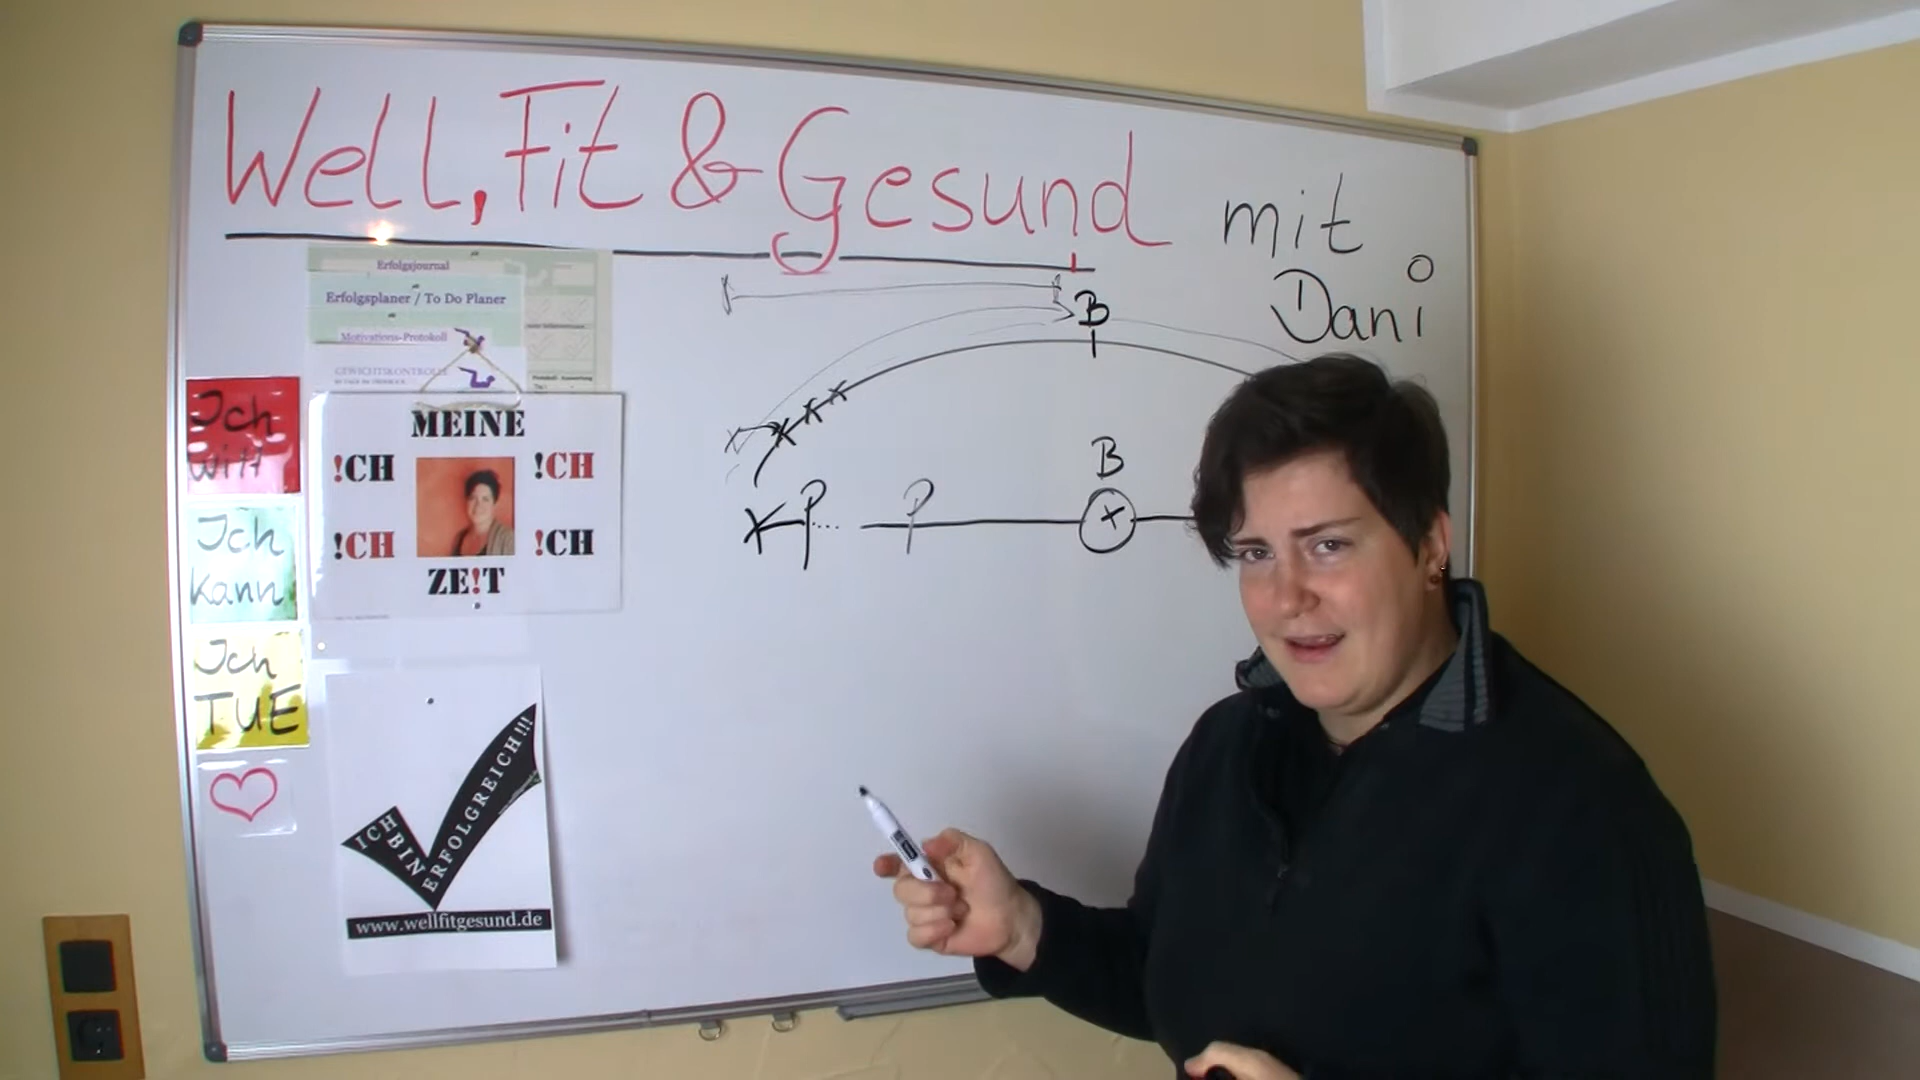 Well, Fit & Gesund mit
Dani
Erfolgsjournal
Erfolgsplaner / To Do Planer
Motivations-Protokoll
GEWICHTSKONTROLLE
B
B
P
P
Ich
will
Ich
kann
Ich
TUE
MEINE
!CH !CH
!CH !CH
ZE!T
ICH BIN ERFOLGREICH!!!
www.wellfitgesund.de